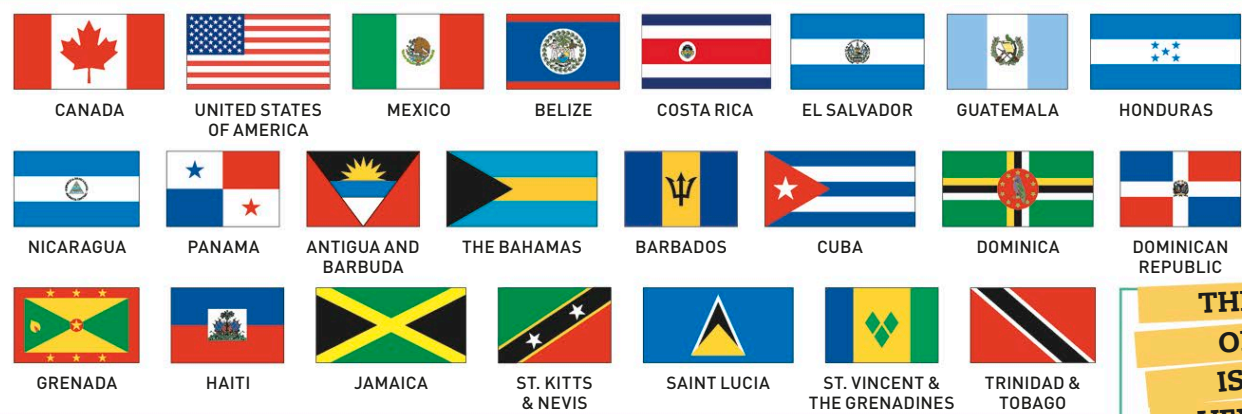 CANADA
UNITED STATES
OF AMERICA
MEXICO
BELIZE
COSTA RICA
EL SALVADOR
GUATEMALA
HONDURAS
NICARAGUA
PANAMA
ANTIGUA AND
BARBUDA
THE BAHAMAS
BARBADOS
CUBA
DOMINICA
DOMINICAN
REPUBLIC
GRENADA
HAITI
JAMAICA
ST. KITTS
& NEVIS
SAINT LUCIA
ST. VINCENT &
THE GRENADINES
TRINIDAD &
TOBAGO